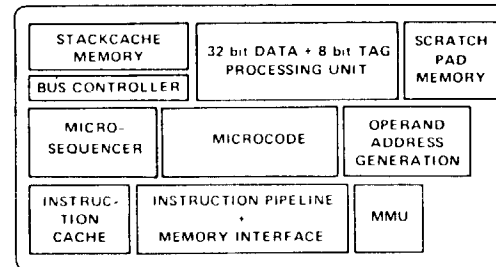 STACKCACHE
MEMORY
BUS CONTROLLER
32 bit DATA + 8 bit TAG
PROCESSING UNIT
SCRATCH
PAD
MEMORY
MICRO-
SEQUENCER
MICROCODE
OPERAND
ADDRESS
GENERATION
INSTRUC-
TION
CACHE
INSTRUCTION PIPELINE
+
MEMORY INTERFACE
MMU